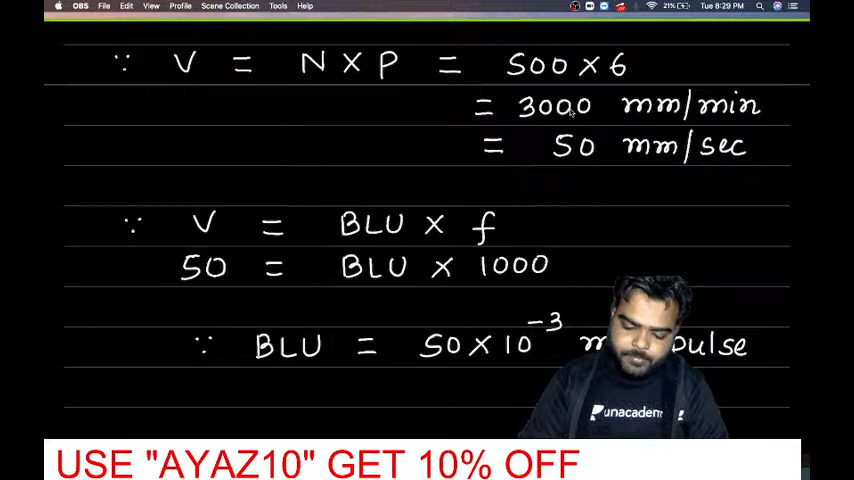 OBS File Edit View Profile Scene Collection Tools Help 21% Tue 8:29 PM
∵ V = N × P = 500 × 6
= 3000 mm/min
= 50 mm/sec
∵ V = BLU × f
50 = BLU × 1000
∵ BLU = 50 × 10⁻³ pulse
unacademy
USE "AYAZ10" GET 10% OFF